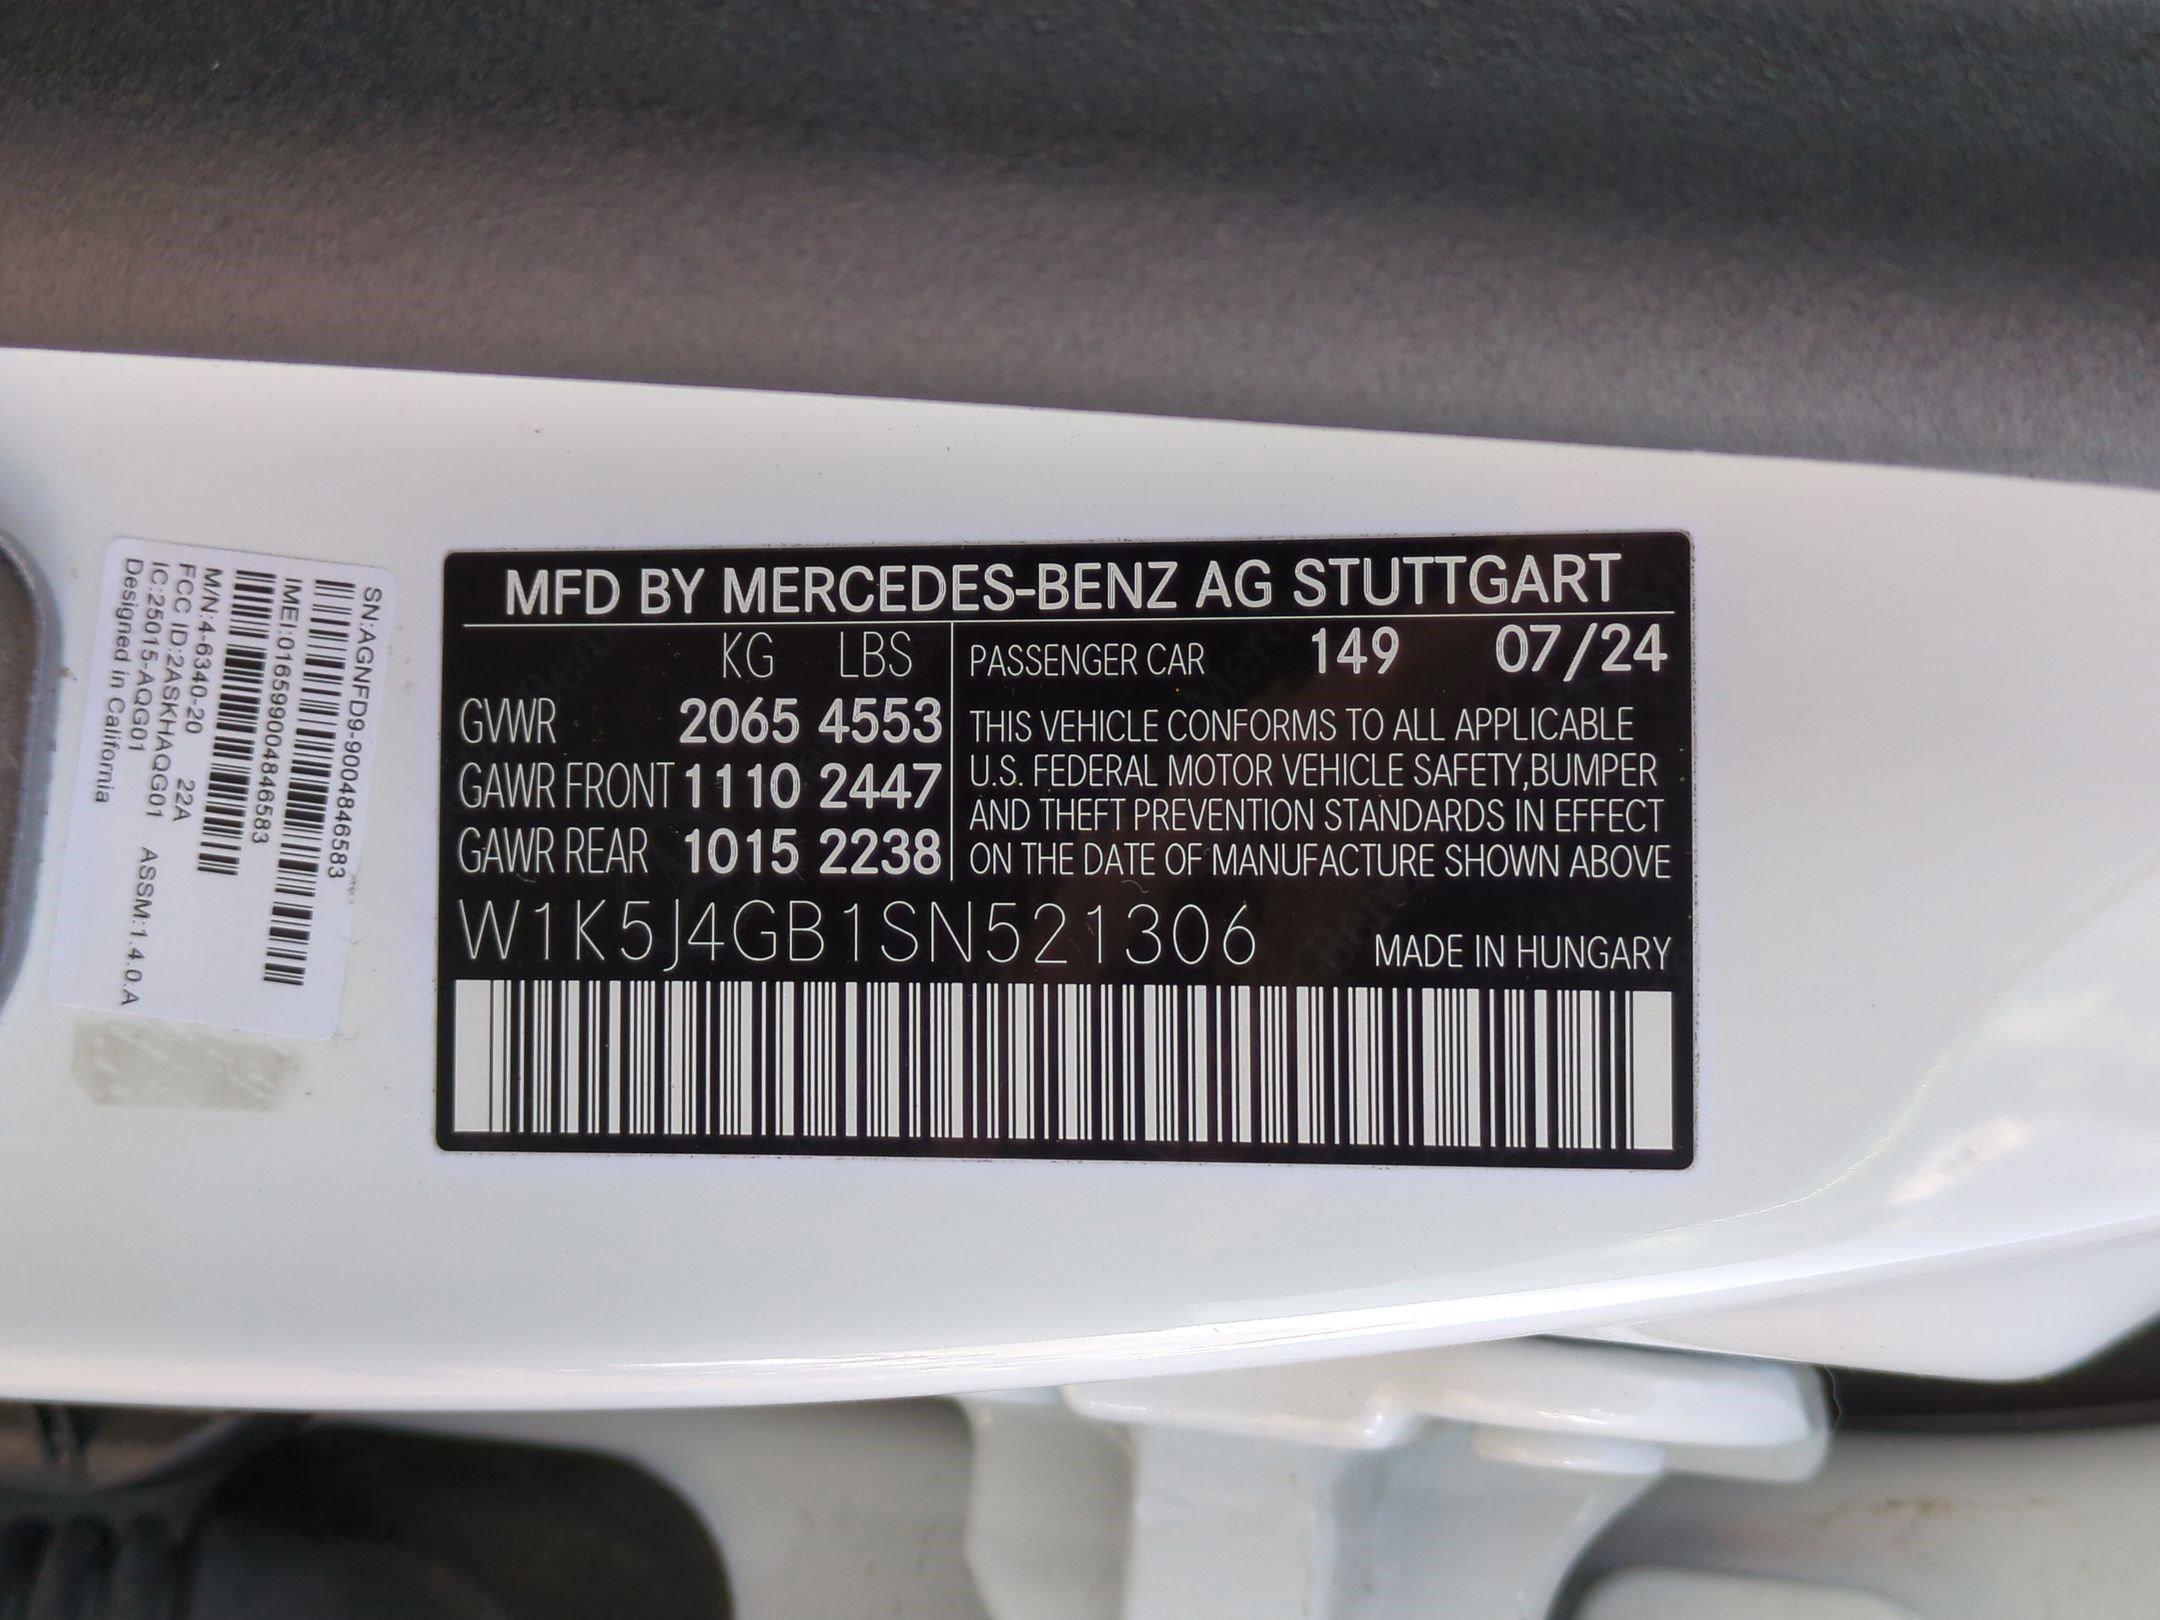 MFD BY MERCEDES-BENZ AG STUTTGART
KG LBS
GVWR 2065 4553
GAWR FRONT 1110 2447
GAWR REAR 1015 2238
PASSENGER CAR 149 07/24
THIS VEHICLE CONFORMS TO ALL APPLICABLE
U.S. FEDERAL MOTOR VEHICLE SAFETY,BUMPER
AND THEFT PREVENTION STANDARDS IN EFFECT
ON THE DATE OF MANUFACTURE SHOWN ABOVE
W1K5J4GB1SN521306
MADE IN HUNGARY
SN:AGNFD9-9004846583
IMEI:016599004846583
M/N:4-6340-20 22A
FCC ID:2ASKHAQGG01
IC:25015-AQGG01 ASSM:1.4.0.A
Designed in California